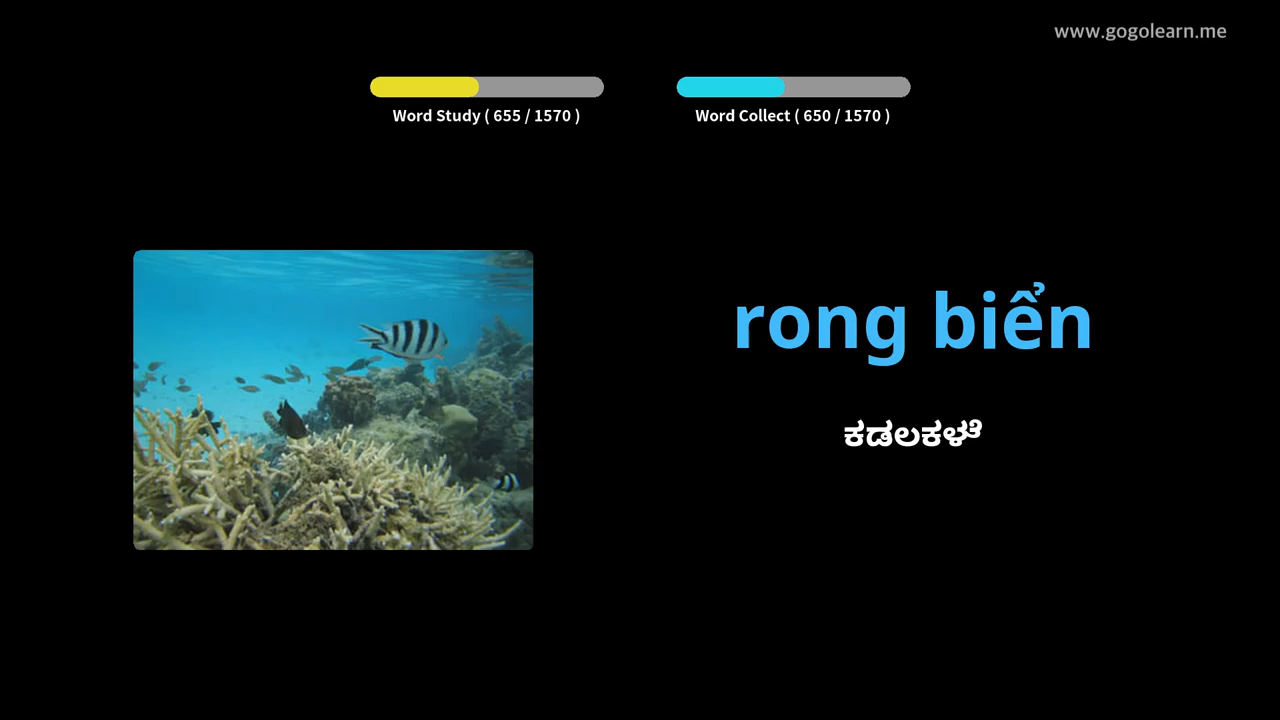 www.gogolearn.me
Word Study ( 655 / 1570 )
Word Collect ( 650 / 1570 )
rong biển
ಕಡಲಕಳೆ